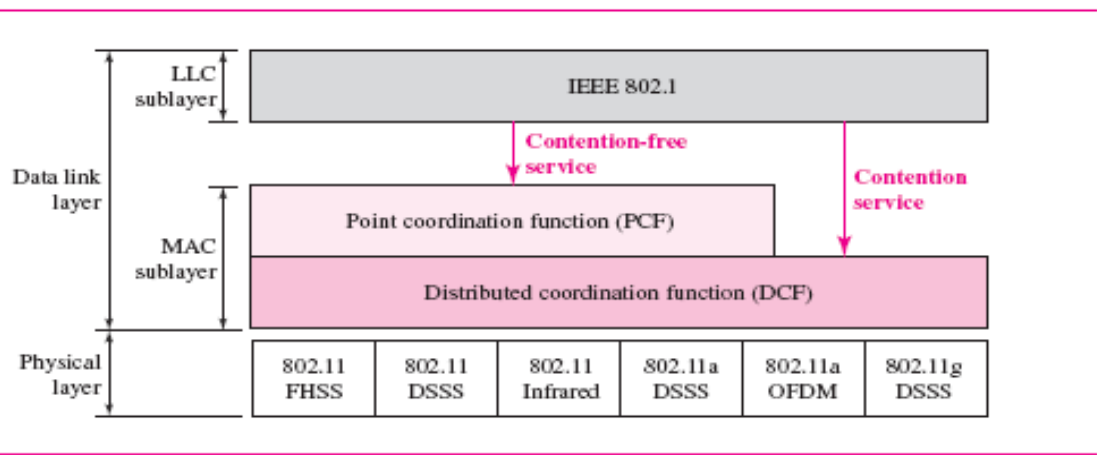 LLC
sublayer
IEEE 802.1
Contention-free
service
Data link
layer
Contention
service
Point coordination function (PCF)
MAC
sublayer
Distributed coordination function (DCF)
Physical
layer
802.11
FHSS
802.11
DSSS
802.11
Infrared
802.11a
DSSS
802.11a
OFDM
802.11g
DSSS